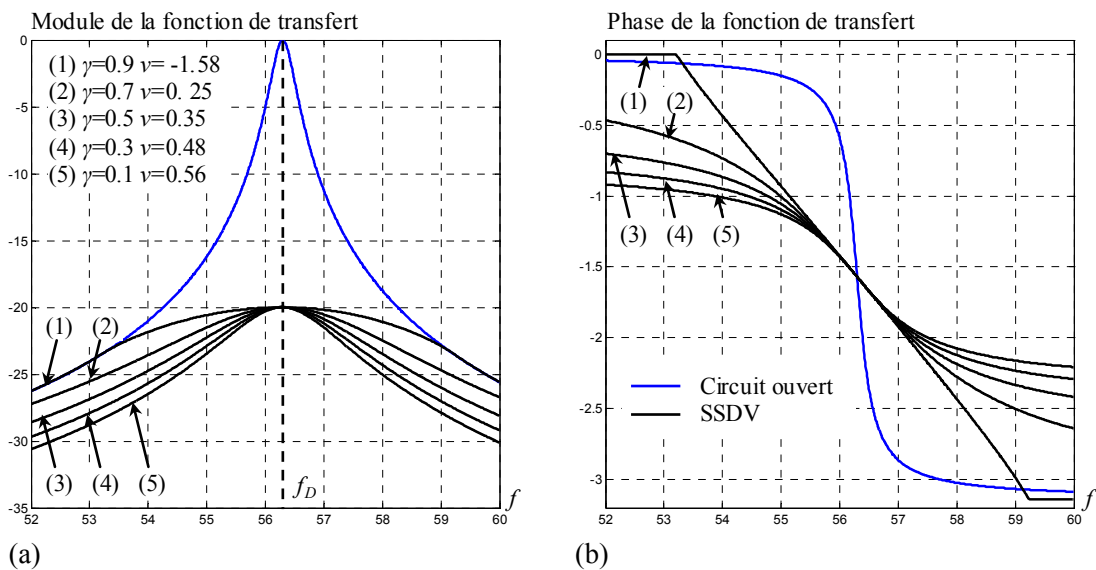 Module de la fonction de transfert
0
(1) γ=0.9 ν= -1.58
(2) γ=0.7 ν=0. 25
(3) γ=0.5 ν=0.35
(4) γ=0.3 ν=0.48
(5) γ=0.1 ν=0.56
-5
-10
-15
-20
-25
-30
-35
(1)
(2)
(3)
(4)
(5)
f_D
f
52 53 54 55 56 57 58 59 60
(a)
Phase de la fonction de transfert
0
-0.5
-1
-1.5
-2
-2.5
-3
(1)
(2)
(3)
(4)
(5)
Circuit ouvert
SSDV
f
52 53 54 55 56 57 58 59 60
(b)